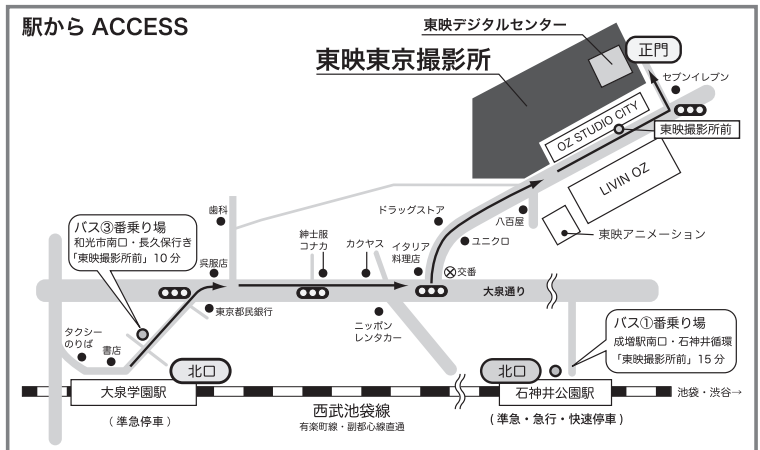 駅から ACCESS
東映デジタルセンター
東映東京撮影所
正門
セブンイレブン
OZ STUDIO CITY
東映撮影所前
LIVIN OZ
東映アニメーション
八百屋
ドラッグストア
ユニクロ
歯科
バス③番乗り場
和光市南口・長久保行き
「東映撮影所前」10分
呉服店
紳士服
コナカ
カクヤス
イタリア
料理店
交番
大泉通り
東京都民銀行
ニッポン
レンタカー
タクシー
のりば
書店
バス①番乗り場
成増駅南口・石神井循環
「東映撮影所前」15分
北口
北口
大泉学園駅
(準急停車)
西武池袋線
有楽町線・副都心線直通
石神井公園駅
(準急・急行・快速停車)
池袋・渋谷→